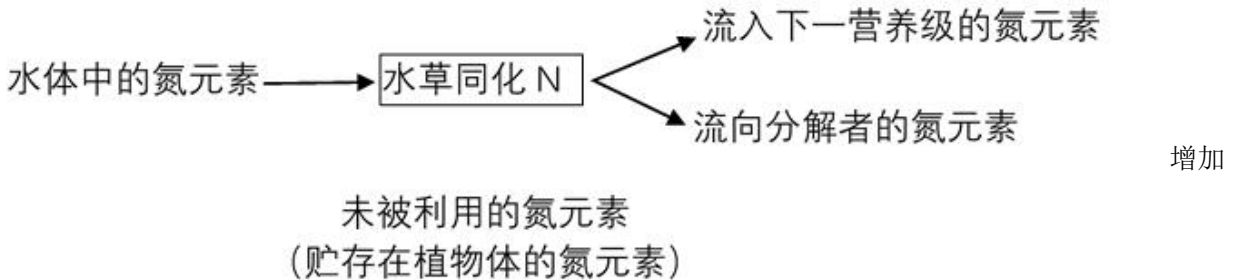 流入下一营养级的氮元素
水体中的氮元素
水草同化 N
流向分解者的氮元素
增加
未被利用的氮元素
（贮存在植物体的氮元素）